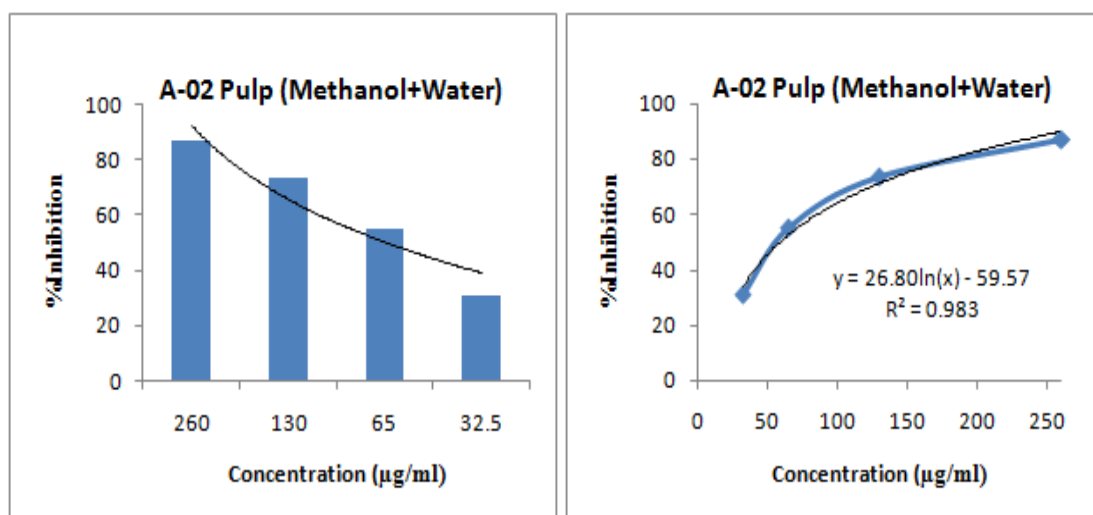 A-02 Pulp (Methanol+Water)
100
80
60
40
20
0
%Inhibition
260 130 65 32.5
Concentration (µg/ml)
A-02 Pulp (Methanol+Water)
100
80
60
40
20
0
%Inhibition
y = 26.80ln(x) - 59.57
R² = 0.983
0 50 100 150 200 250
Concentration (µg/ml)